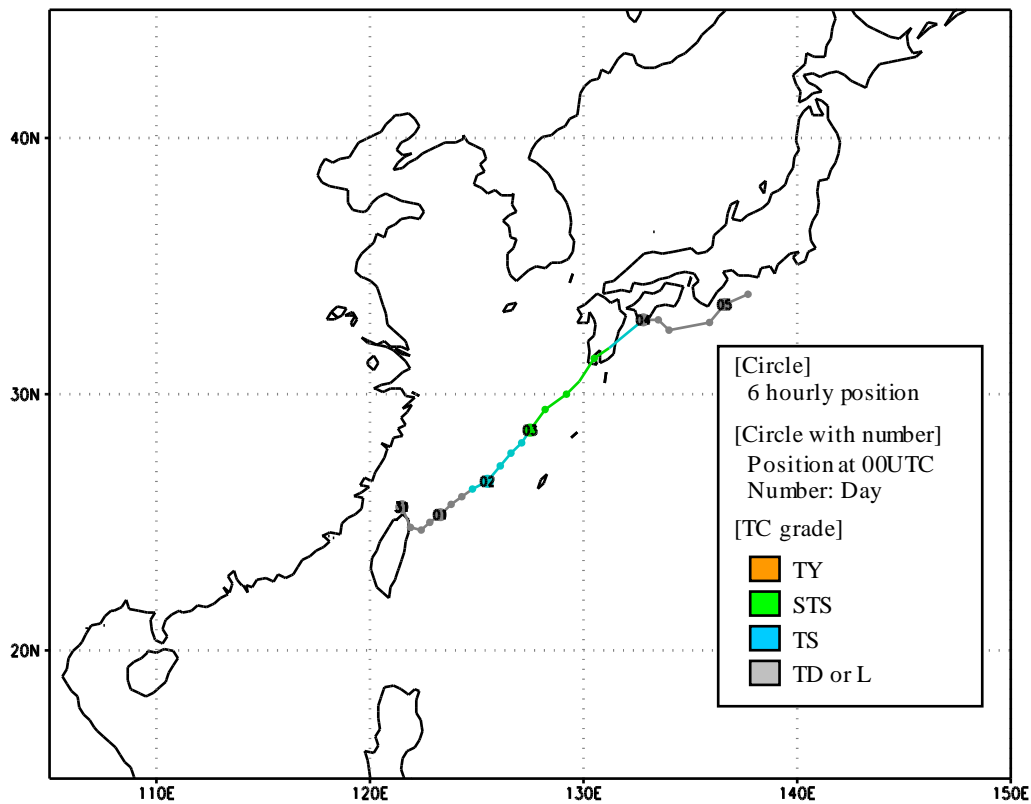 40N
30N
20N
110E
120E
130E
140E
150E
31
01
02
03
04
05
[Circle]
6 hourly position
[Circle with number]
Position at 00UTC
Number: Day
[TC grade]
TY
STS
TS
TD or L